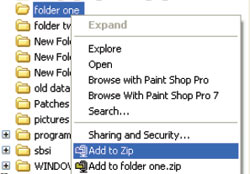 folder one
folder tw
New Fol
New Fol
old data
Patches
pictures
program
sbsi
WINDOW
Expand
Explore
Open
Browse with Paint Shop Pro
Browse With Paint Shop Pro 7
Search...
Sharing and Security...
Add to Zip
Add to folder one.zip